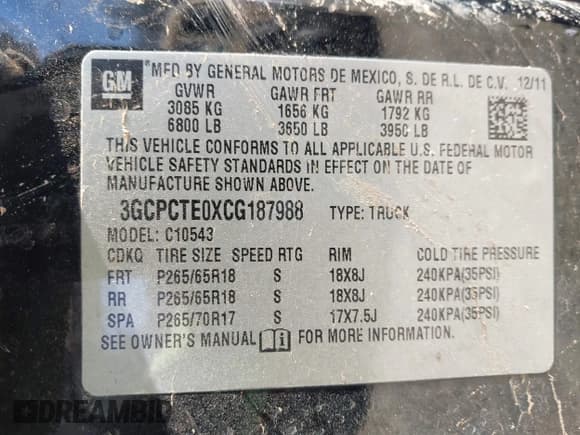 GM *MFD BY GENERAL MOTORS DE MEXICO, S. DE R.L. DE C.V. 12/11
GVWR GAWR FRT GAWR RR
3085 KG 1656 KG 1792 KG
6800 LB 3650 LB 3950 LB
THIS VEHICLE CONFORMS TO ALL APPLICABLE U.S. FEDERAL MOTOR
VEHICLE SAFETY STANDARDS IN EFFECT ON THE DATE OF
MANUFACTURE SHOWN ABOVE.
3GCPCTE0XCG187988 TYPE: TRUCK
MODEL: C10543
CDKQ TIRE SIZE SPEED RTG RIM COLD TIRE PRESSURE
FRT P265/65R18 S 18X8J 240KPA(35PSI)
RR P265/65R18 S 18X8J 240KPA(35PSI)
SPA P265/70R17 S 17X7.5J 240KPA(35PSI)
SEE OWNER'S MANUAL FOR MORE INFORMATION.
DREAMBID